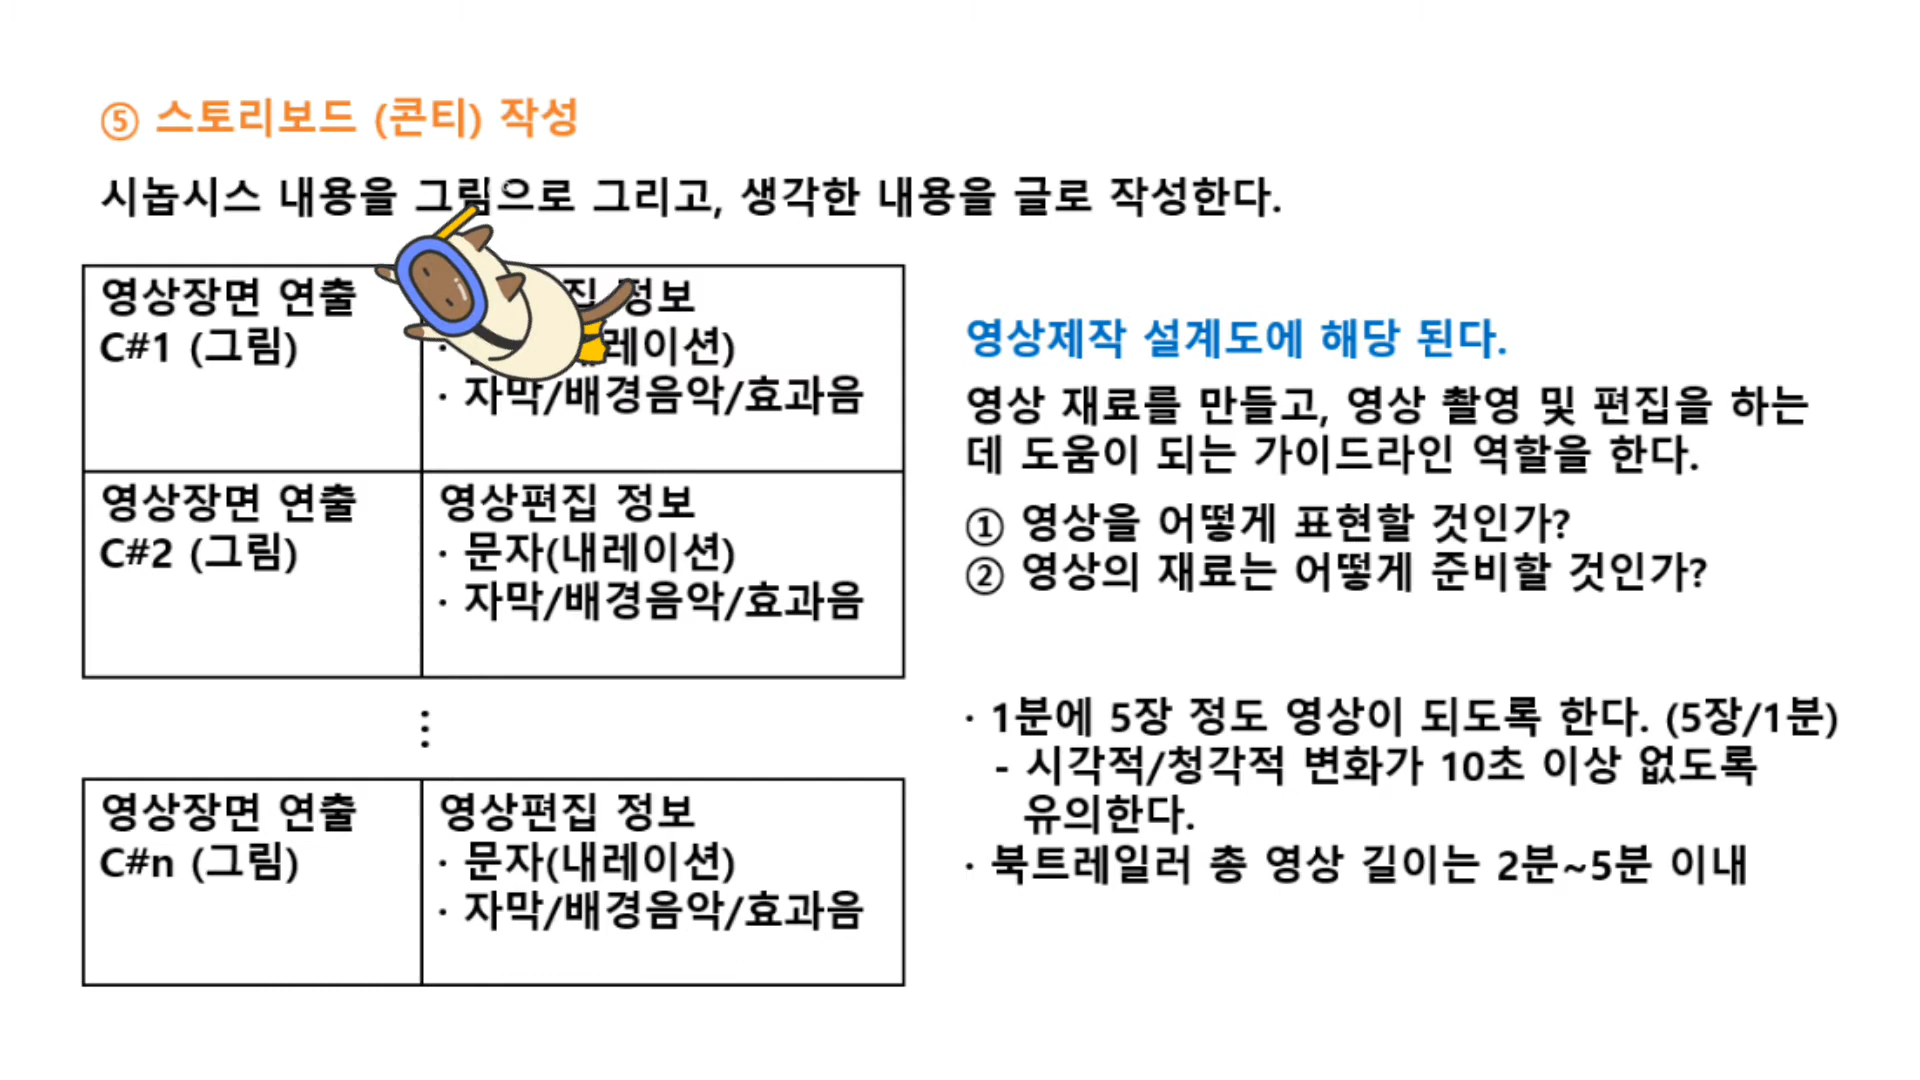 ⑤ 스토리보드 (콘티) 작성
시놉시스 내용을 그림으로 그리고, 생각한 내용을 글로 작성한다.
영상장면 연출
C#1 (그림)
정보
레이션)
· 자막/배경음악/효과음
영상장면 연출
C#2 (그림)
영상편집 정보
· 문자(내레이션)
· 자막/배경음악/효과음
⋮
영상장면 연출
C#n (그림)
영상편집 정보
· 문자(내레이션)
· 자막/배경음악/효과음
영상제작 설계도에 해당 된다.
영상 재료를 만들고, 영상 촬영 및 편집을 하는
데 도움이 되는 가이드라인 역할을 한다.
① 영상을 어떻게 표현할 것인가?
② 영상의 재료는 어떻게 준비할 것인가?
· 1분에 5장 정도 영상이 되도록 한다. (5장/1분)
- 시각적/청각적 변화가 10초 이상 없도록
유의한다.
· 북트레일러 총 영상 길이는 2분~5분 이내